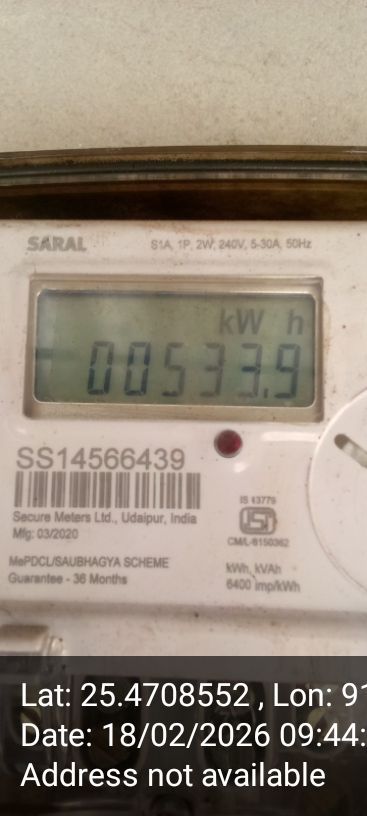 SARAL S1A, 1P, 2W, 240V, 5-30A, 50Hz
kW h
00533.9
SS14566439
Secure Meters Ltd., Udaipur, India
Mfg: 03/2020
IS 13779
ISI
CM/L-8150362
MePDCL/SAUBHAGYA SCHEME
Guarantee - 36 Months
kWh, kVAh
6400 imp/kWh
Lat: 25.4708552 , Lon: 91
Date: 18/02/2026 09:44:
Address not available